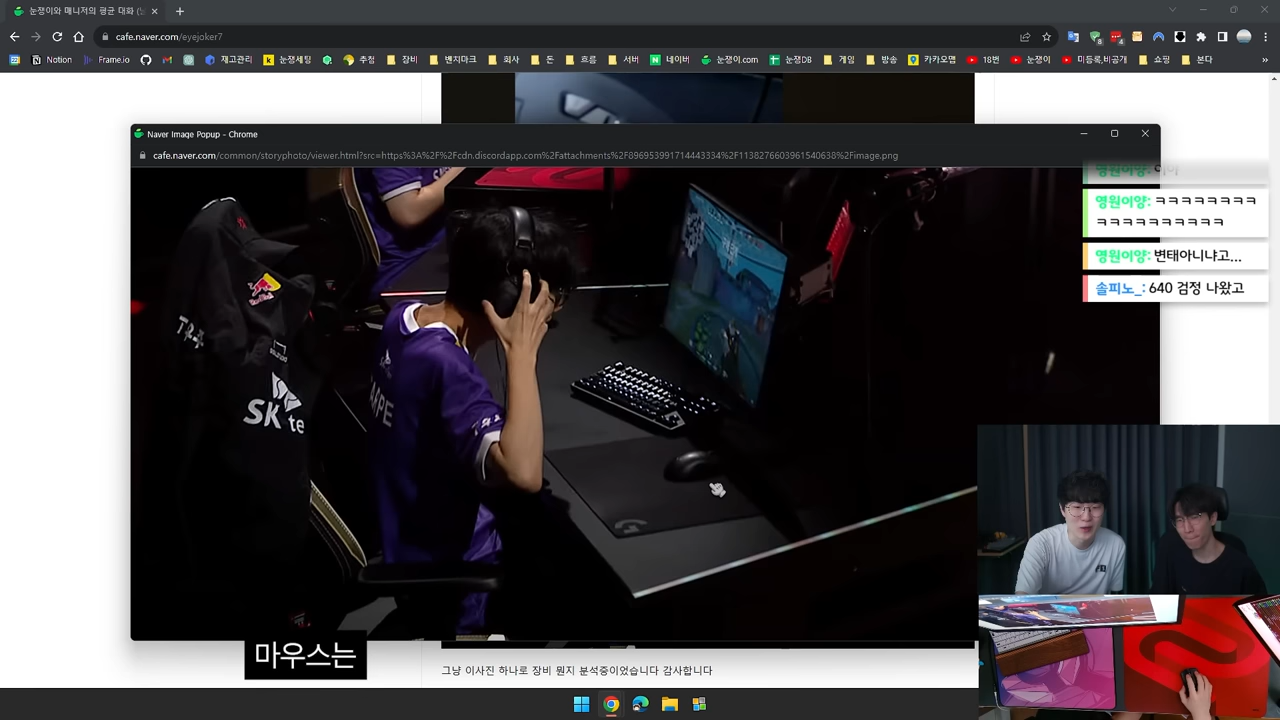 눈쟁이와 매니저의 평균 대화 (
cafe.naver.com/eyejoker7
Notion
Frame.io
재고관리
눈쟁세팅
추정
장비
벤치마크
회사
돈
흐름
서버
네이버
눈쟁이.com
눈쟁DB
게임
방송
카카오맵
18번
눈쟁이
미등록,비공개
쇼핑
본다
Naver Image Popup - Chrome
cafe.naver.com/common/storyphoto/viewer.html?src=https%3A%2F%2Fcdn.discordapp.com%2Fattachments%2F896953991714443334%2F1138276603961540638%2Fimage.png
영원이양: ㅋㅋㅋㅋㅋㅋㅋㅋ
ㅋㅋㅋㅋㅋㅋㅋㅋㅋㅋ
영원이양: 변태아니냐고...
솔피노_: 640 검정 나왔고
Red Bull
SK te
마우스는
그냥 이사진 하나로 장비 뭔지 분석중이었습니다 감사합니다